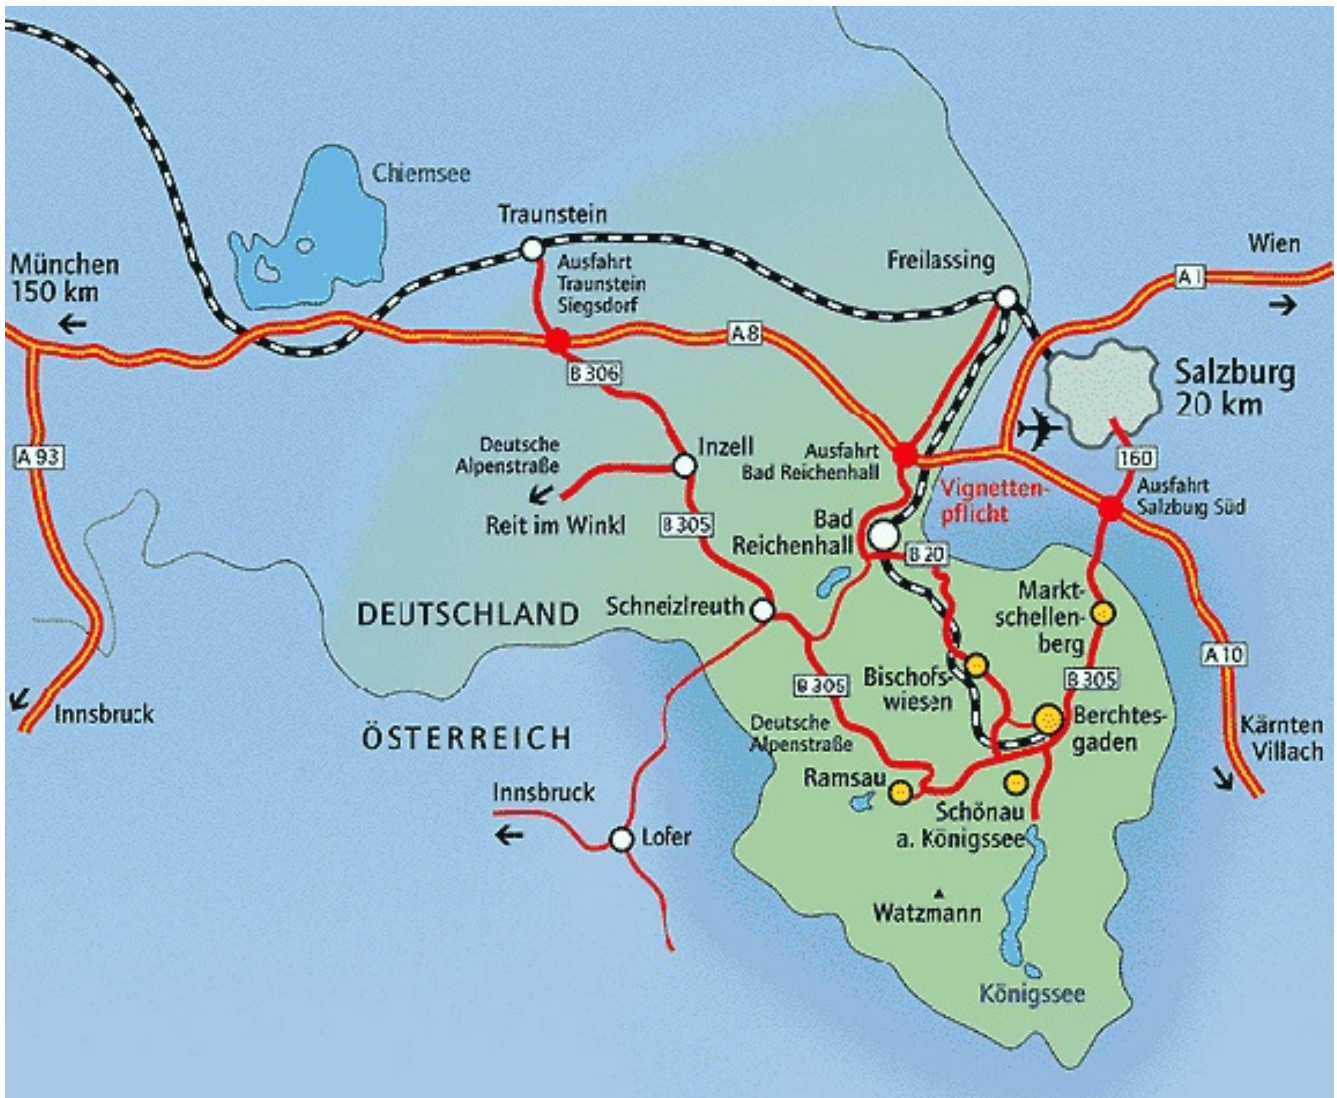 Chiemsee
Traunstein
Wien
Freilassing
München
150 km
Ausfahrt
Traunstein
Siegsdorf
A1
A8
B 306
Salzburg
20 km
A 93
Deutsche
Alpenstraße
Inzell
Ausfahrt
Bad Reichenhall
160
Ausfahrt
Salzburg Süd
Vignetten-
pflicht
Reit im Winkl
B 305
Bad
Reichenhall
B 20
Markt-
schellen-
berg
DEUTSCHLAND
Schneizlreuth
A 10
Bischofs-
wiesen
B 305
B 305
Innsbruck
Deutsche
Alpenstraße
Berchtes-
gaden
Kärnten
Villach
ÖSTERREICH
Ramsau
Innsbruck
Schönau
a. Königssee
Lofer
Watzmann
Königssee